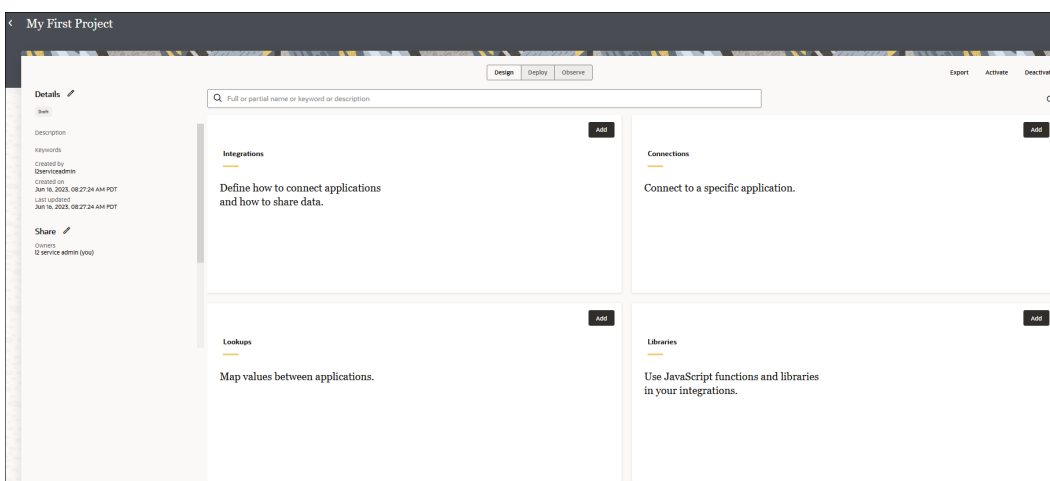 My First Project
Design Deploy Observe
Export Activate
Details
Draft
Description
Keywords
Created by
l2serviceadmin
Created on
Jun 16, 2023, 08:27:24 AM PDT
Last updated
Jun 16, 2023, 08:27:24 AM PDT
Share
Owners
l2 service admin (you)
Full or partial name or keyword or description
Add
Integrations
Define how to connect applications
and how to share data.
Add
Connections
Connect to a specific application.
Add
Lookups
Map values between applications.
Add
Libraries
Use JavaScript functions and libraries
in your integrations.